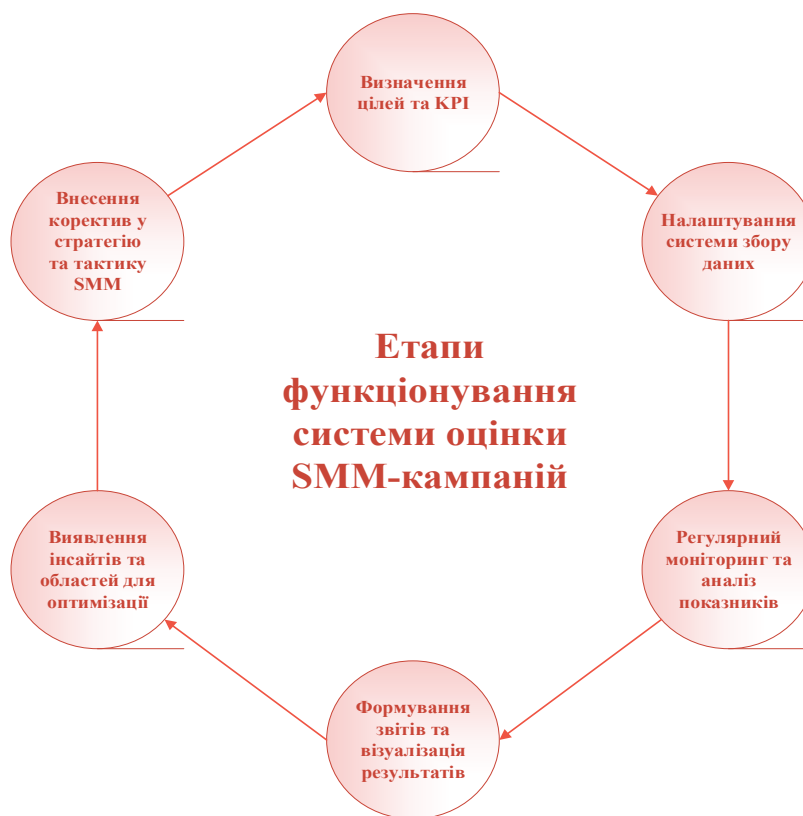 Визначення
цілей та KPI
Налаштування
системи збору
даних
Регулярний
моніторинг та
аналіз
показників
Формування
звітів та
візуалізація
результатів
Виявлення
інсайтів та
областей для
оптимізації
Внесення
коректив у
стратегію
та тактику
SMM
Етапи
функціонування
системи оцінки
SMM-кампаній